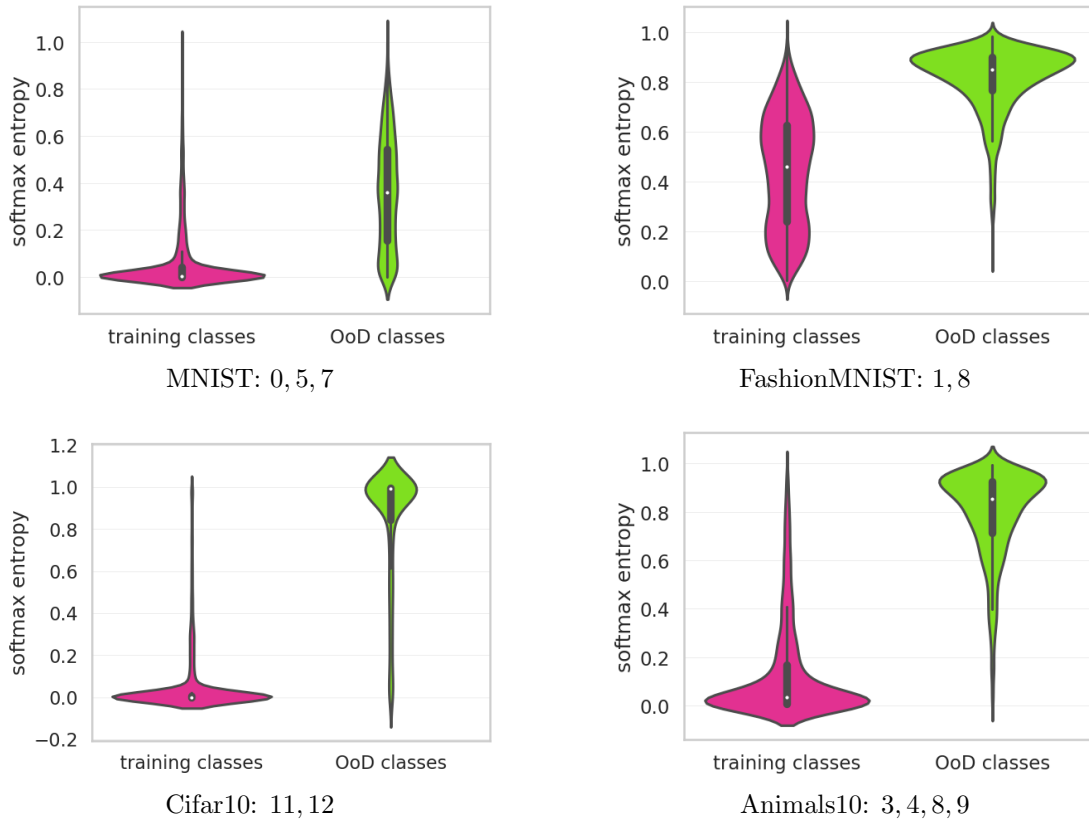 softmax entropy
1.0
0.8
0.6
0.4
0.2
0.0
training classes OoD classes
MNIST: 0, 5, 7
softmax entropy
1.0
0.8
0.6
0.4
0.2
0.0
training classes OoD classes
FashionMNIST: 1, 8
softmax entropy
1.2
1.0
0.8
0.6
0.4
0.2
0.0
−0.2
training classes OoD classes
Cifar10: 11, 12
softmax entropy
1.0
0.8
0.6
0.4
0.2
0.0
training classes OoD classes
Animals10: 3, 4, 8, 9